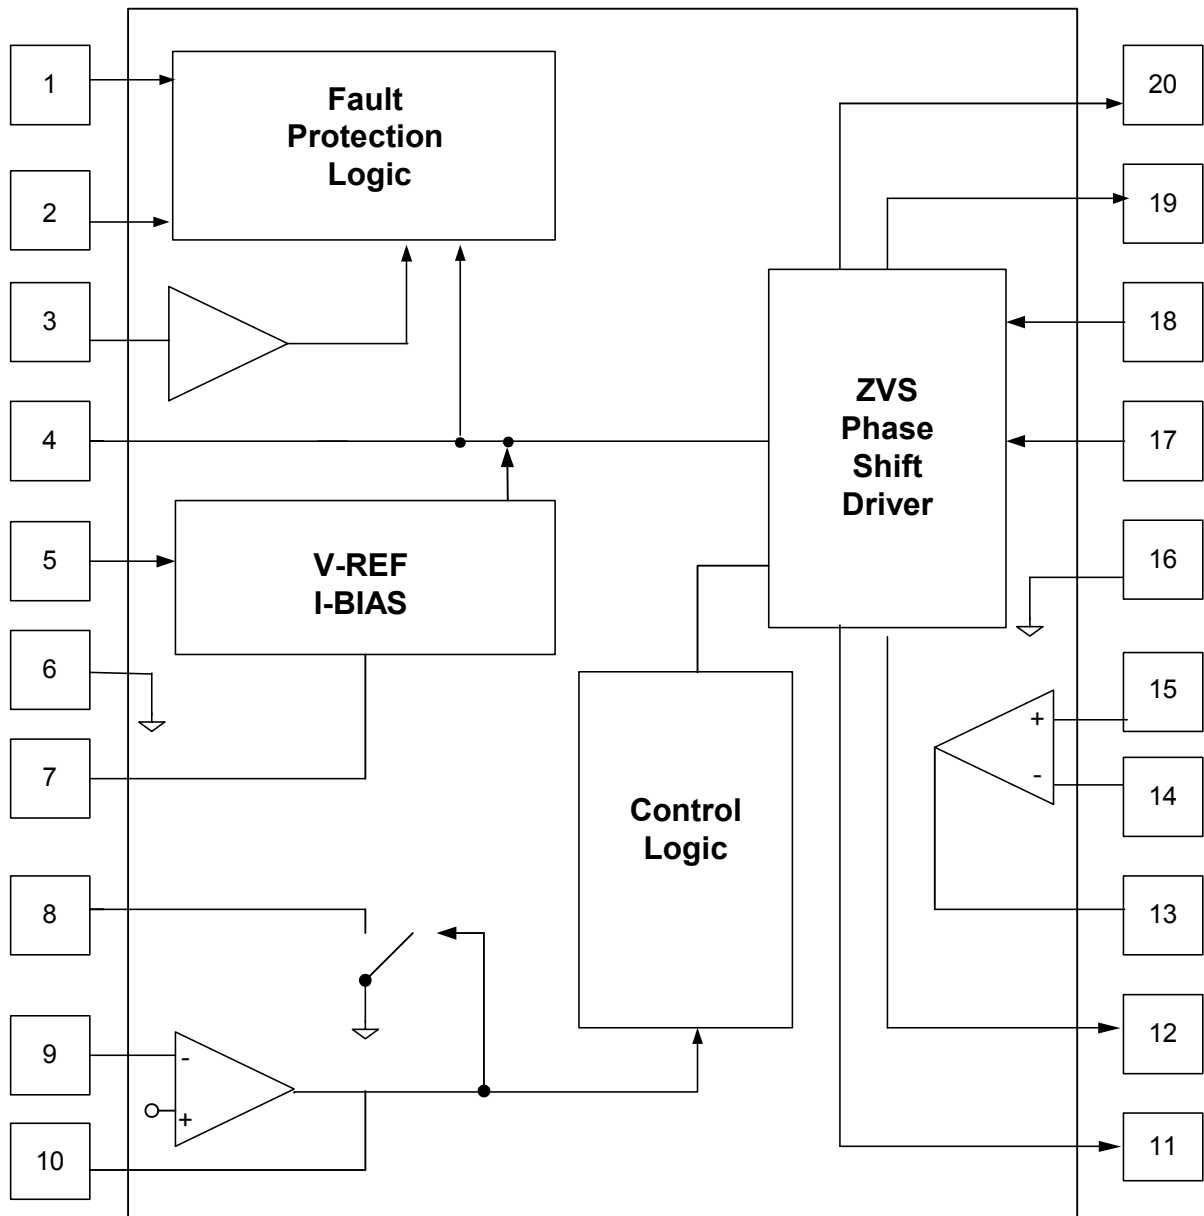 1
2
3
4
5
6
7
8
9
10
Fault
Protection
Logic
V-REF
I-BIAS
-
+
Control
Logic
ZVS
Phase
Shift
Driver
+
-
20
19
18
17
16
15
14
13
12
11